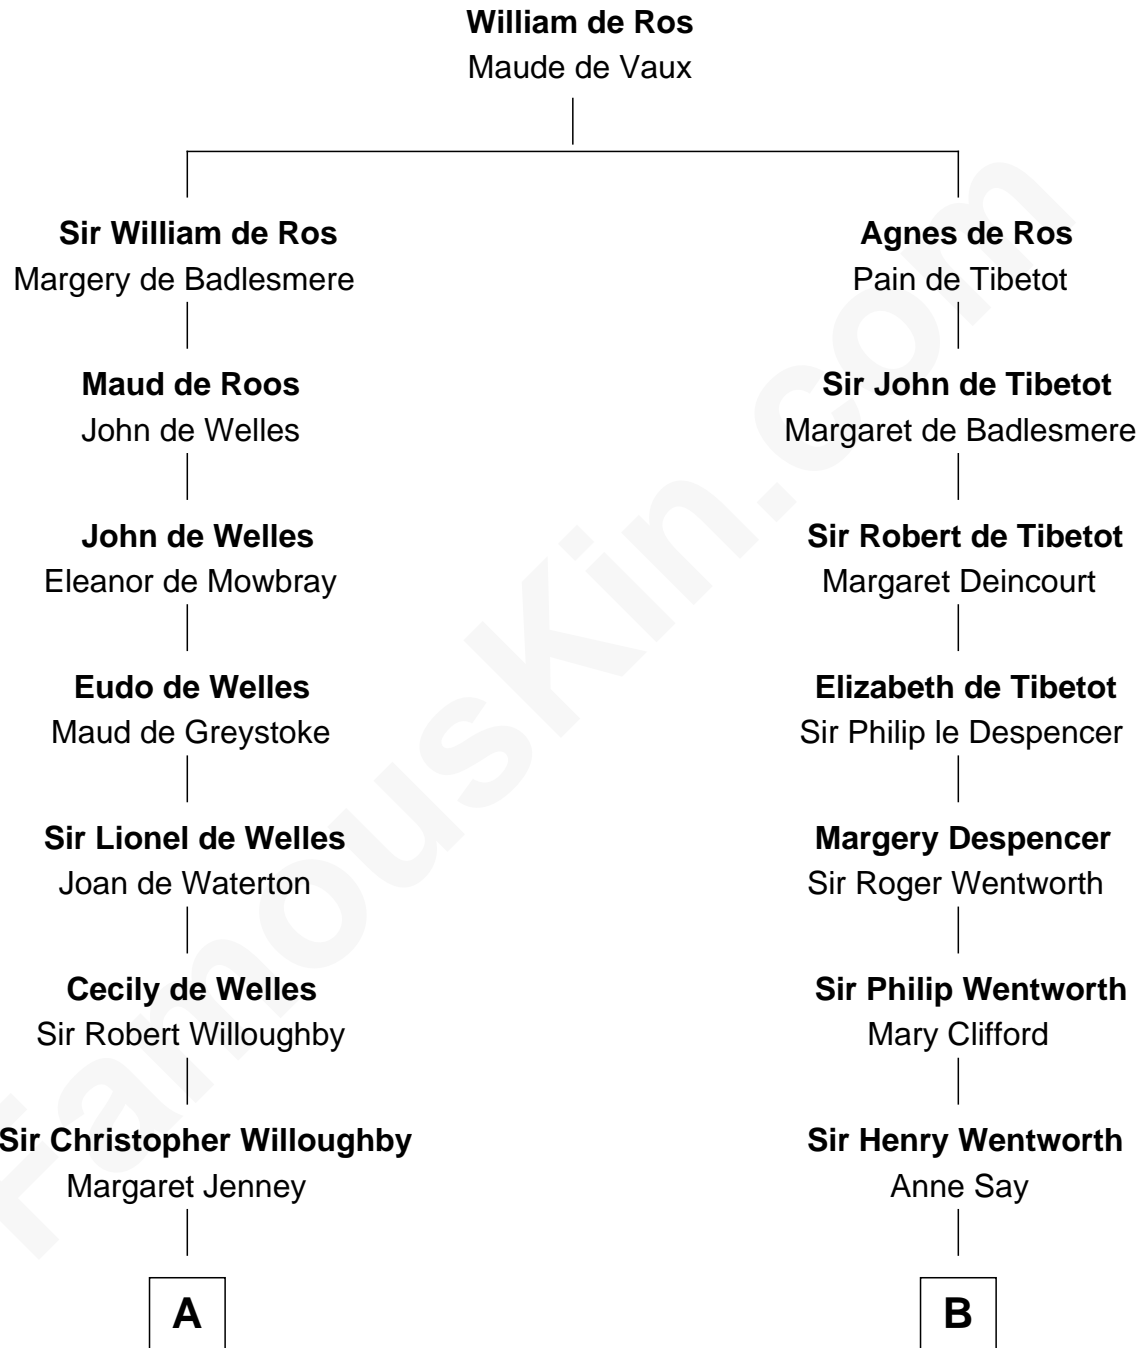 William de Ros
Maude de Vaux
Sir William de Ros
Margery de Badlesmere
Agnes de Ros
Pain de Tibetot
Maud de Roos
John de Welles
Sir John de Tibetot
Margaret de Badlesmere
John de Welles
Eleanor de Mowbray
Sir Robert de Tibetot
Margaret Deincourt
Eudo de Welles
Maud de Greystoke
Elizabeth de Tibetot
Sir Philip le Despencer
Sir Lionel de Welles
Joan de Waterton
Margery Despencer
Sir Roger Wentworth
Cecily de Welles
Sir Robert Willoughby
Sir Philip Wentworth
Mary Clifford
Sir Christopher Willoughby
Margaret Jenney
Sir Henry Wentworth
Anne Say
A
B
FamousKin.com